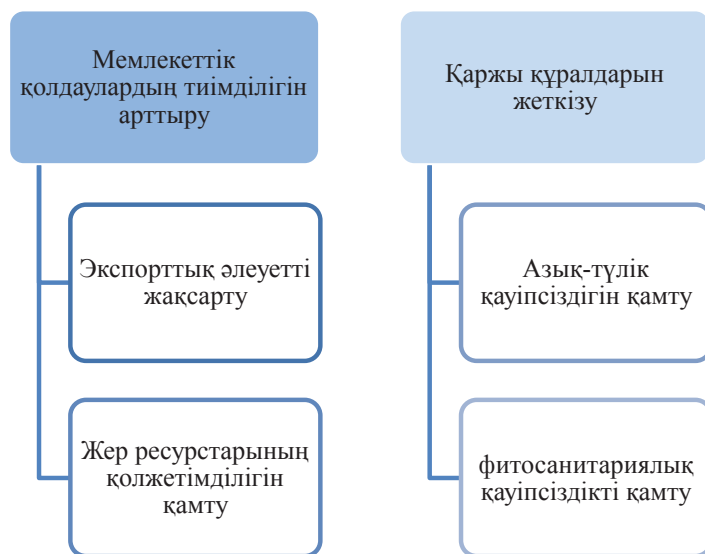 Мемлекеттік
қолдаулардың тиімділігін
арттыру
Экспорттық әлеуетті
жақсарту
Жер ресурстарының
қолжетімділігін
қамту
Қаржы құралдарын
жеткізу
Азық-түлік
қауіпсіздігін қамту
фитосанитариялық
қауіпсіздікті қамту